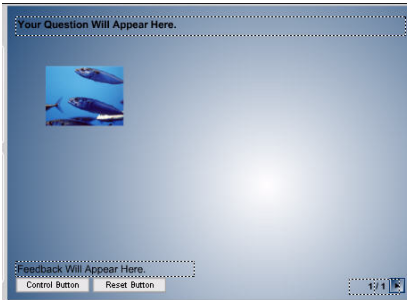 Your Question Will Appear Here.
Feedback Will Appear Here.
Control Button Reset Button
1 / 1